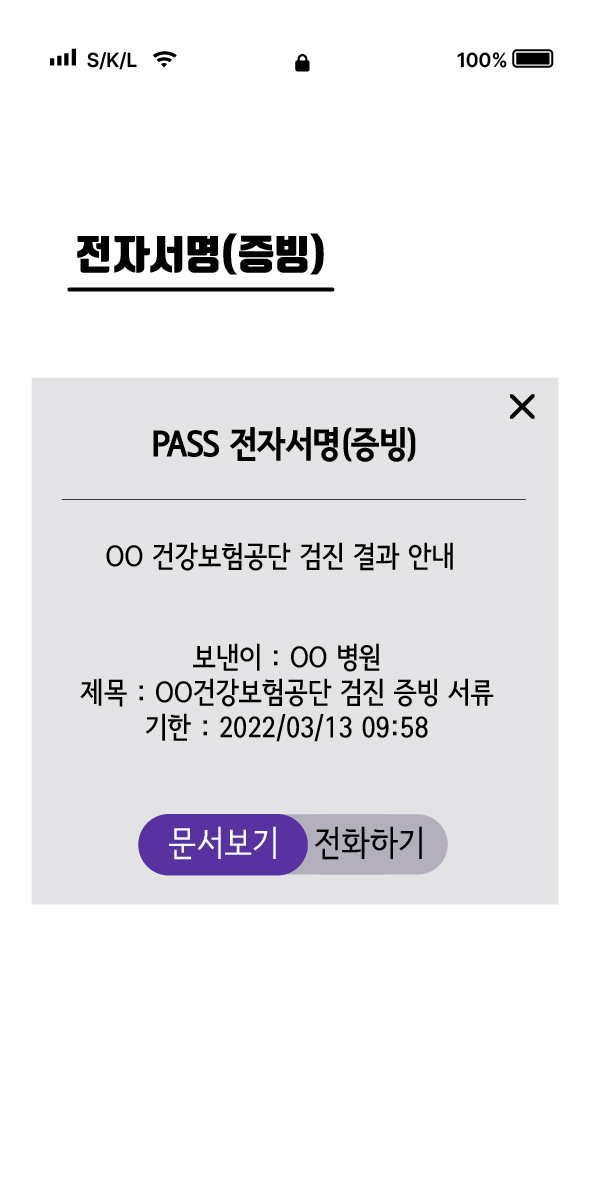 S/K/L 100%
전자서명(증빙)
PASS 전자서명(증빙)
OO 건강보험공단 검진 결과 안내
보낸이 : OO 병원
제목 : OO건강보험공단 검진 증빙 서류
기한 : 2022/03/13 09:58
문서보기 전화하기